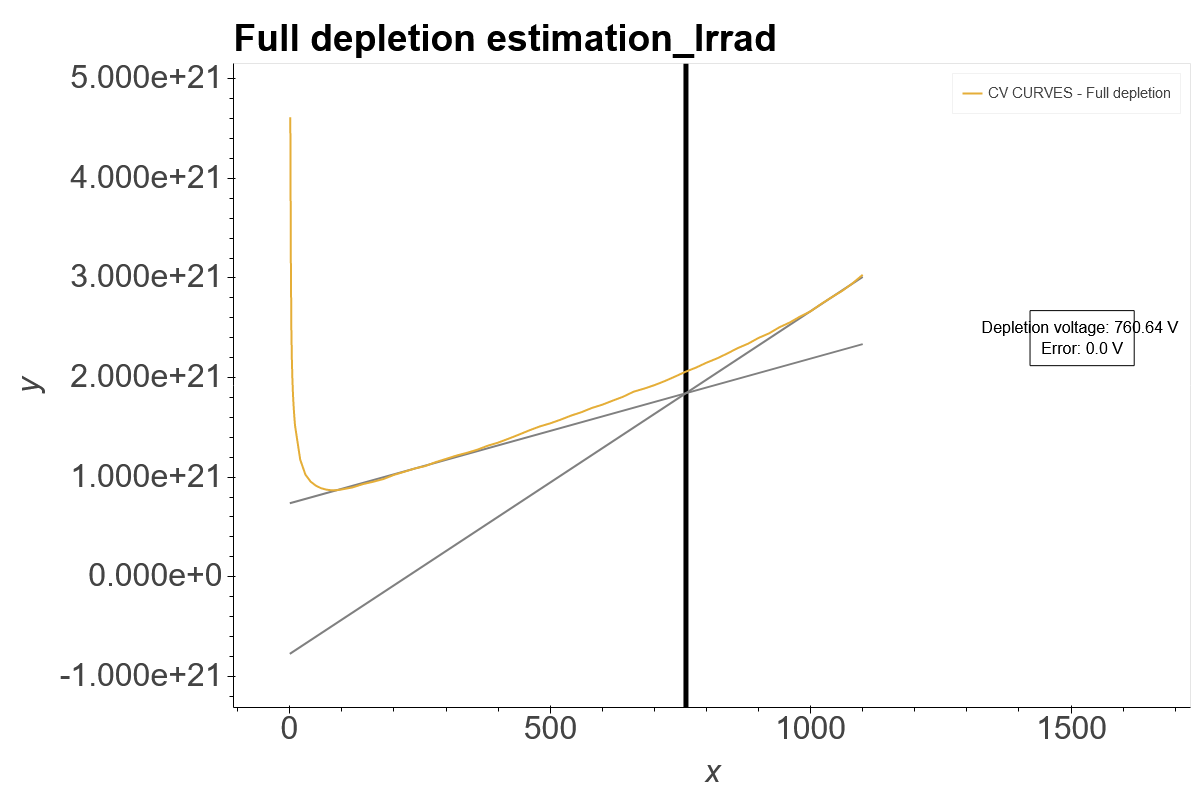 Full depletion estimation_Irrad
5.000e+21
4.000e+21
3.000e+21
2.000e+21
1.000e+21
0.000e+0
-1.000e+21
y
CV CURVES - Full depletion
Depletion voltage: 760.64 V
Error: 0.0 V
0
500
1000
1500
x